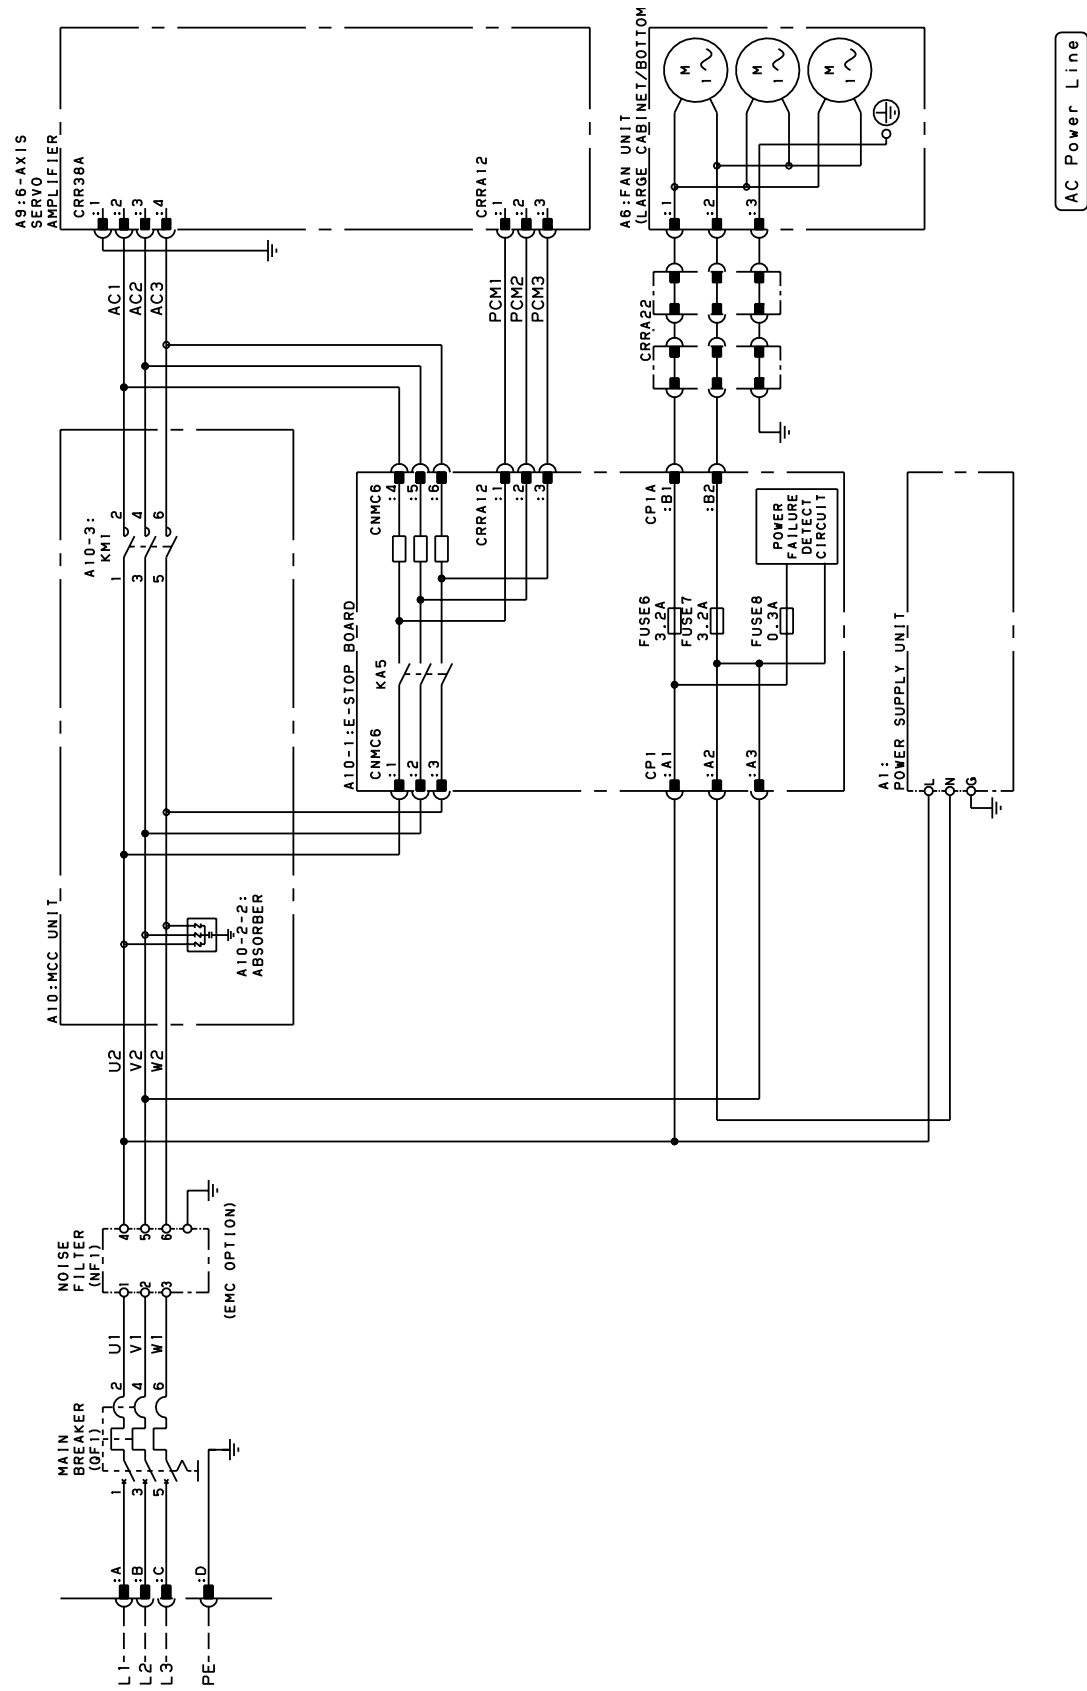 AC Power Line
A9:6-AXIS
SERVO
AMPLIFIER
CRR38A
:1
:2
:3
:4
CRRA12
:1
:2
:3
A6:FAN UNIT
(LARGE CABINET/BOTTOM
M
1
M
1
M
1
:1
:2
:3
AC1
AC2
AC3
PCM1
PCM2
PCM3
CRRA22
A10-3:
KM1
2
4
6
1
3
5
CNMC6
:4
:5
:6
CRRA12
:1
:2
:3
CP1A
:B1
:B2
POWER
FAILURE
DETECT
CIRCUIT
FUSE6
3.2A
FUSE7
3.2A
FUSE8
0.3A
KA5
A10-1:E-STOP BOARD
CNMC6
:1
:2
:3
CP1
:A1
:A2
:A3
A1:
POWER SUPPLY UNIT
L
N
G
A10:MCC UNIT
A10-2-2:
ABSORBER
Z
Z
Z
U2
V2
W2
NOISE
FILTER
(NF1)
4
5
6
1
2
3
(EMC OPTION)
U1
V1
W1
MAIN
BREAKER
(QF1)
2
4
6
1
3
5
:A
:B
:C
:D
L1
L2
L3
PE